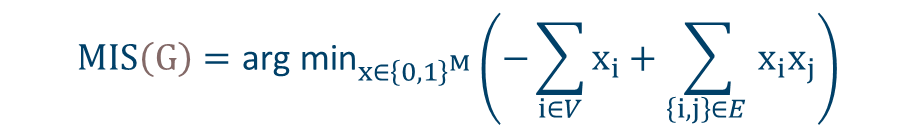 MIS(G) = arg min_{x∈{0,1}^M} (−∑_{i∈V} x_i + ∑_{{i,j}∈E} x_i x_j)